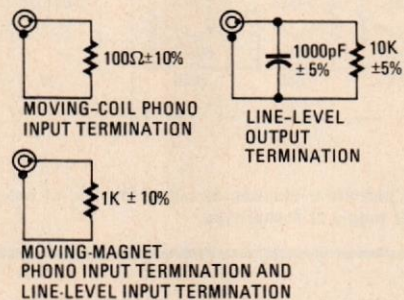 100Ω±10%
MOVING-COIL PHONO
INPUT TERMINATION
1000pF
±5%
10K
±5%
LINE-LEVEL
OUTPUT
TERMINATION
1K ±10%
MOVING-MAGNET
PHONO INPUT TERMINATION AND
LINE-LEVEL INPUT TERMINATION